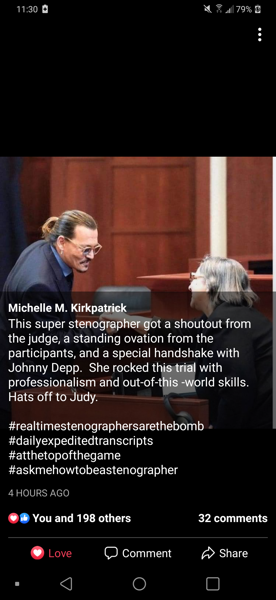 11:30
79%
Michelle M. Kirkpatrick
This super stenographer got a shoutout from
the judge, a standing ovation from the
participants, and a special handshake with
Johnny Depp.  She rocked this trial with
professionalism and out-of-this -world skills.
Hats off to Judy.
#realtimestenographersarethebomb
#dailyexpeditedtranscripts
#atthetopofthegame
#askmehowtobeastenographer
4 HOURS AGO
You and 198 others 32 comments
Love Comment Share